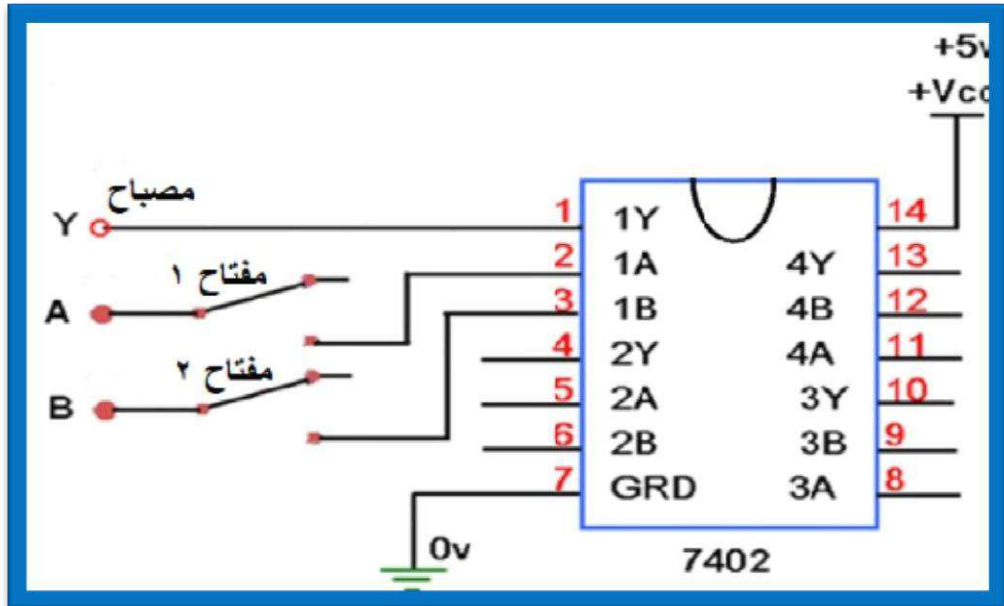 +5v
+Vcc
مصباح
Y
1 1Y 14
مفتاح ١
2 1A 4Y 13
A
3 1B 4B 12
مفتاح ٢
4 2Y 4A 11
B
5 2A 3Y 10
6 2B 3B 9
7 GRD 3A 8
0v
7402